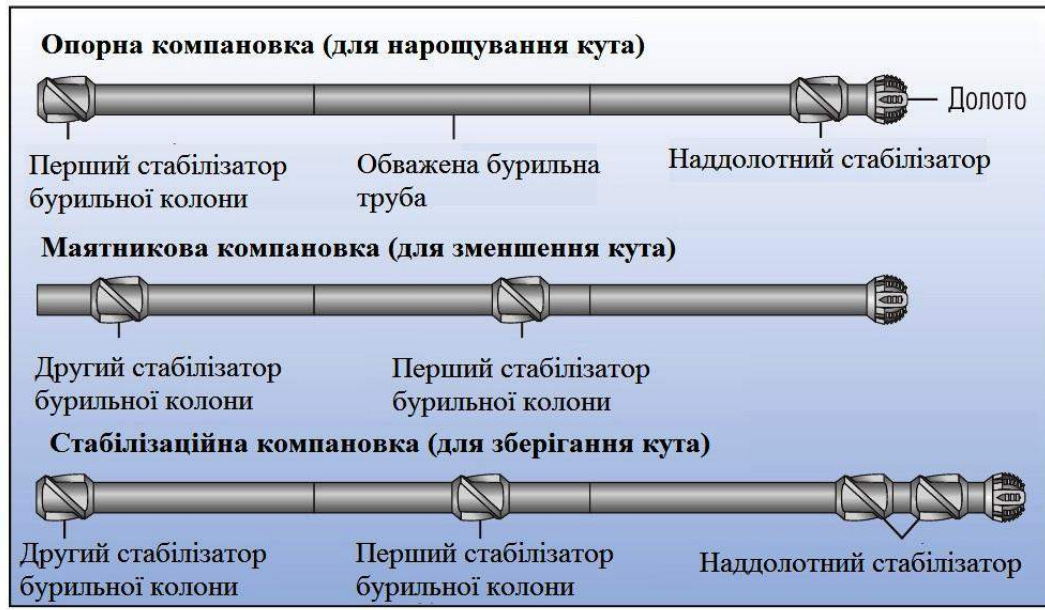 Опорна компановка (для нарощування кута)
Долото
Перший стабілізатор
бурильної колони
Обважена бурильна
труба
Наддолотний стабілізатор
Маятникова компановка (для зменшення кута)
Другий стабілізатор
бурильної колони
Перший стабілізатор
бурильної колони
Стабілізаційна компановка (для зберігання кута)
Другий стабілізатор
бурильної колони
Перший стабілізатор
бурильної колони
Наддолотний стабілізатор